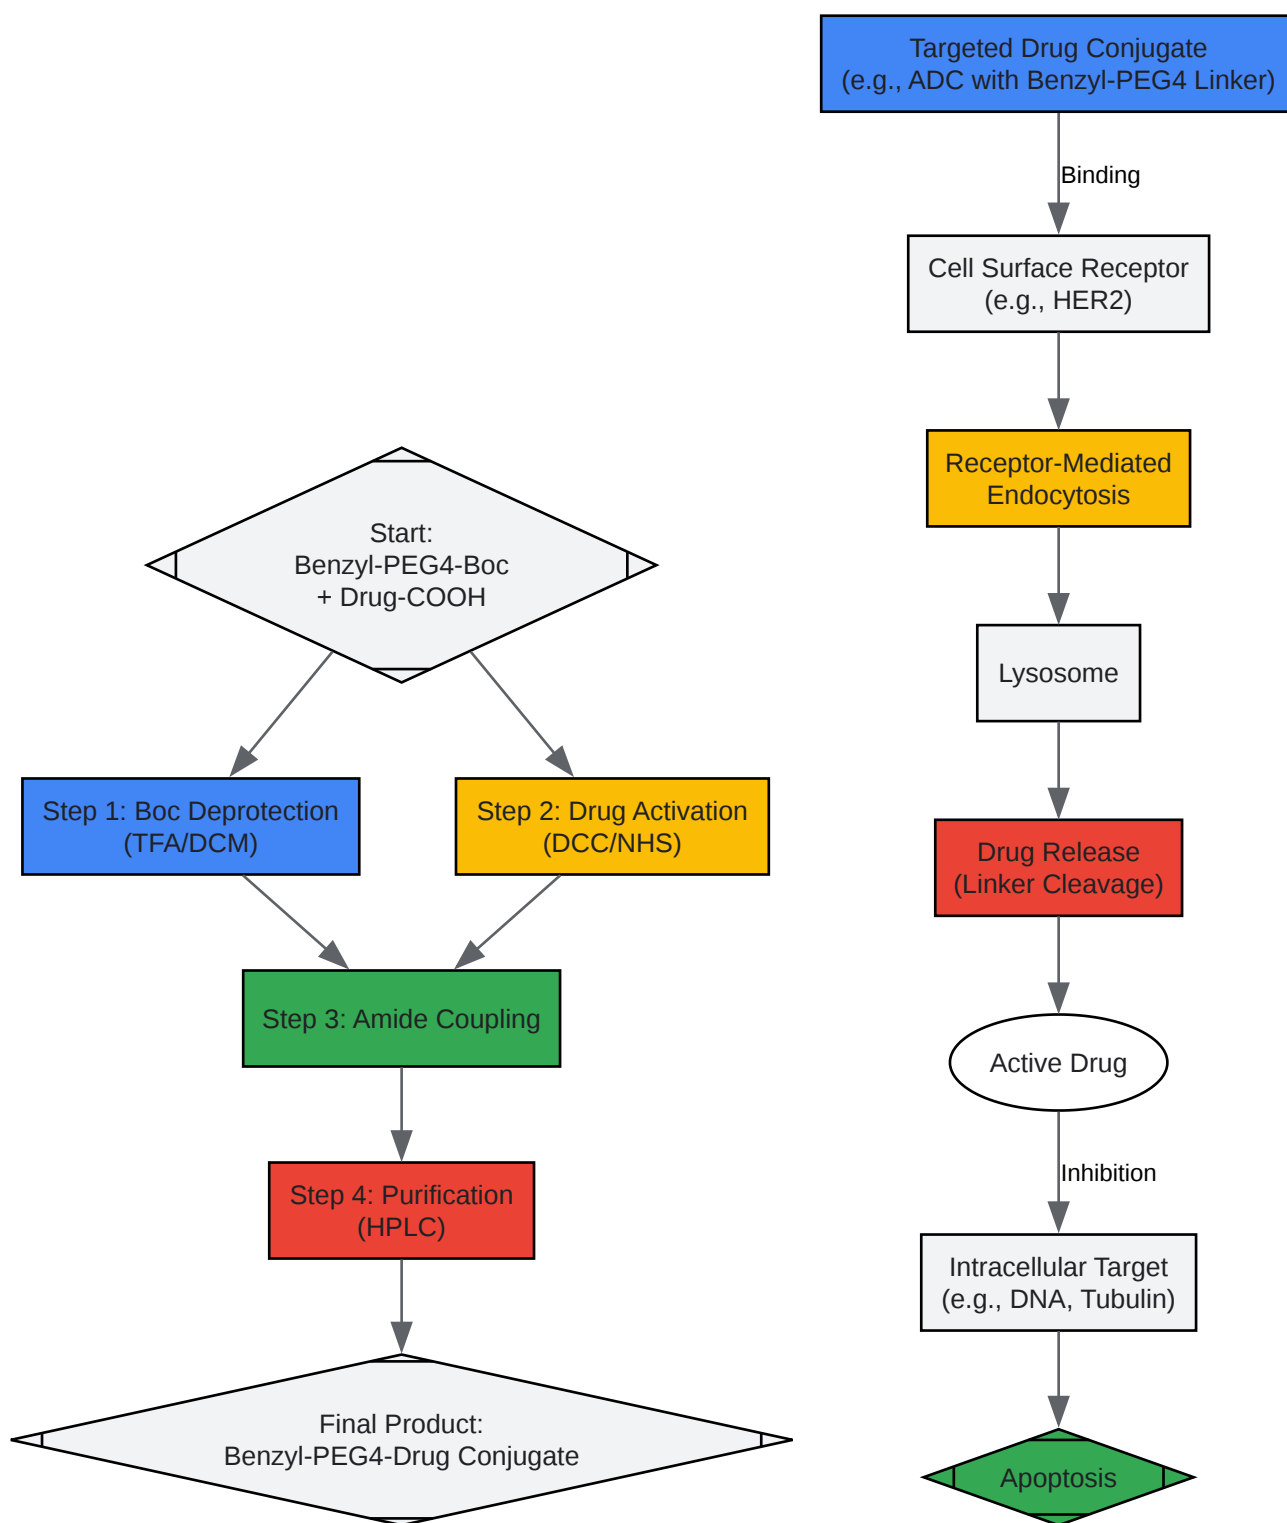 Targeted Drug Conjugate
(e.g., ADC with Benzyl-PEG4 Linker)
Binding
Cell Surface Receptor
(e.g., HER2)
Receptor-Mediated
Endocytosis
Lysosome
Drug Release
(Linker Cleavage)
Active Drug
Inhibition
Intracellular Target
(e.g., DNA, Tubulin)
Apoptosis
Start:
Benzyl-PEG4-Boc
+ Drug-COOH
Step 1: Boc Deprotection
(TFA/DCM)
Step 2: Drug Activation
(DCC/NHS)
Step 3: Amide Coupling
Step 4: Purification
(HPLC)
Final Product:
Benzyl-PEG4-Drug Conjugate